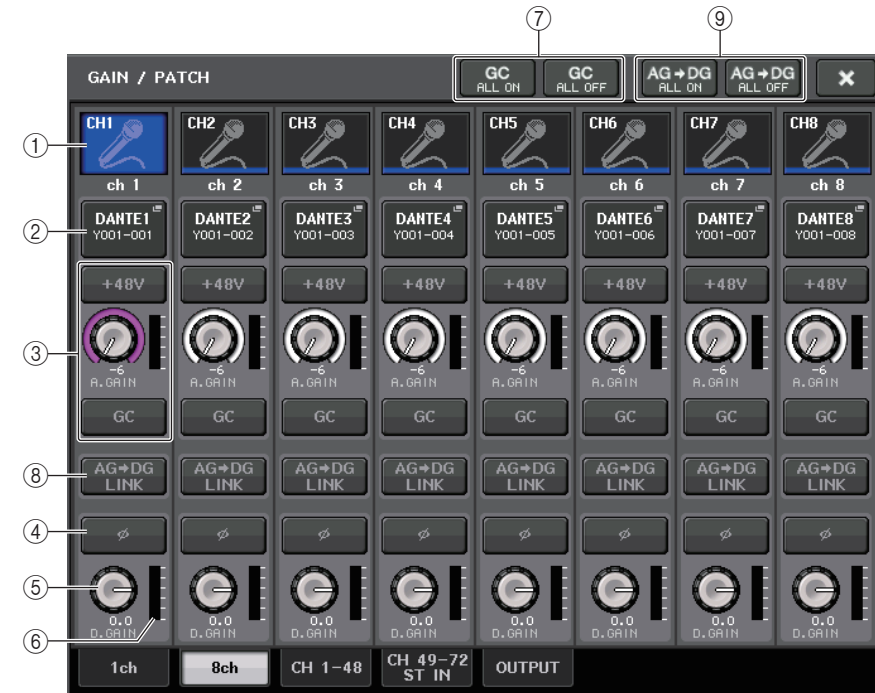 ⑦ ⑨
GAIN / PATCH
GC
ALL ON
GC
ALL OFF
AG➔DG
ALL ON
AG➔DG
ALL OFF
①
CH1 CH2 CH3 CH4 CH5 CH6 CH7 CH8
ch 1 ch 2 ch 3 ch 4 ch 5 ch 6 ch 7 ch 8
②
DANTE1 DANTE2 DANTE3 DANTE4 DANTE5 DANTE6 DANTE7 DANTE8
Y001-001 Y001-002 Y001-003 Y001-004 Y001-005 Y001-006 Y001-007 Y001-008
+48V +48V +48V +48V +48V +48V +48V +48V
③
-6 -6 -6 -6 -6 -6 -6 -6
A.GAIN A.GAIN A.GAIN A.GAIN A.GAIN A.GAIN A.GAIN A.GAIN
GC GC GC GC GC GC GC GC
⑧
AG➔DG AG➔DG AG➔DG AG➔DG AG➔DG AG➔DG AG➔DG AG➔DG
LINK LINK LINK LINK LINK LINK LINK LINK
④
ø ø ø ø ø ø ø ø
⑤
0.0 0.0 0.0 0.0 0.0 0.0 0.0 0.0
⑥
D.GAIN D.GAIN D.GAIN D.GAIN D.GAIN D.GAIN D.GAIN D.GAIN
1ch 8ch CH 1-48 CH 49-72 OUTPUT
ST IN